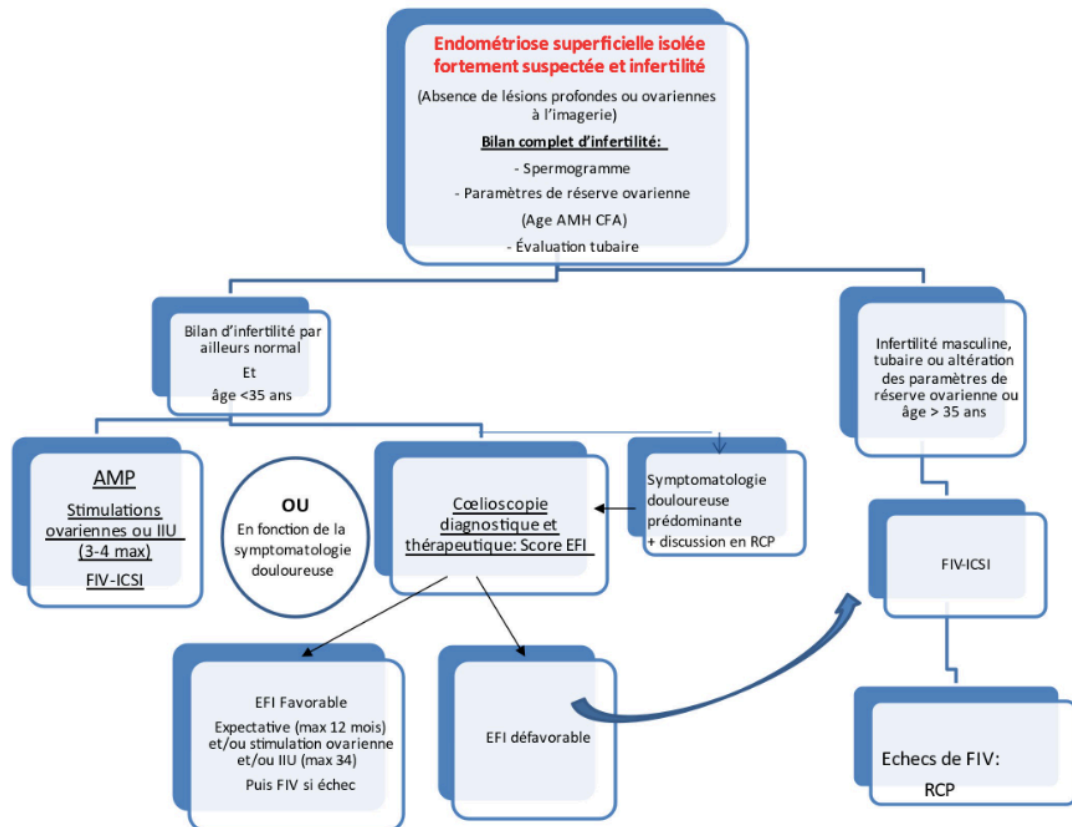 Endométriose superficielle isolée
fortement suspectée et infertilité
(Absence de lésions profondes ou ovariennes
à l'imagerie)
Bilan complet d'infertilité:
- Spermogramme
- Paramètres de réserve ovarienne
(Age AMH CFA)
- Évaluation tubaire
Bilan d'infertilité par
ailleurs normal
Et
âge <35 ans
Infertilité masculine,
tubaire ou altération
des paramètres de
réserve ovarienne ou
âge > 35 ans
AMP
Stimulations
ovariennes ou IIU
(3-4 max)
FIV-ICSI
OU
En fonction de la
symptomatologie
douloureuse
Cœlioscopie
diagnostique et
thérapeutique: Score EFI
Symptomatologie
douloureuse
prédominante
+ discussion en RCP
FIV-ICSI
EFI Favorable
Expectative (max 12 mois)
et/ou stimulation ovarienne
et/ou IIU (max 34)
Puis FIV si échec
EFI défavorable
Echecs de FIV:
RCP